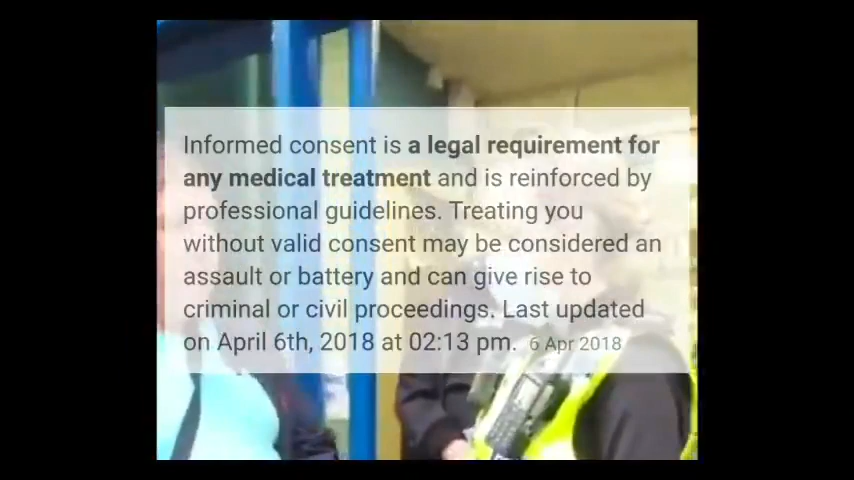 Informed consent is a legal requirement for
any medical treatment and is reinforced by
professional guidelines. Treating you
without valid consent may be considered an
assault or battery and can give rise to
criminal or civil proceedings. Last updated
on April 6th, 2018 at 02:13 pm. 6 Apr 2018